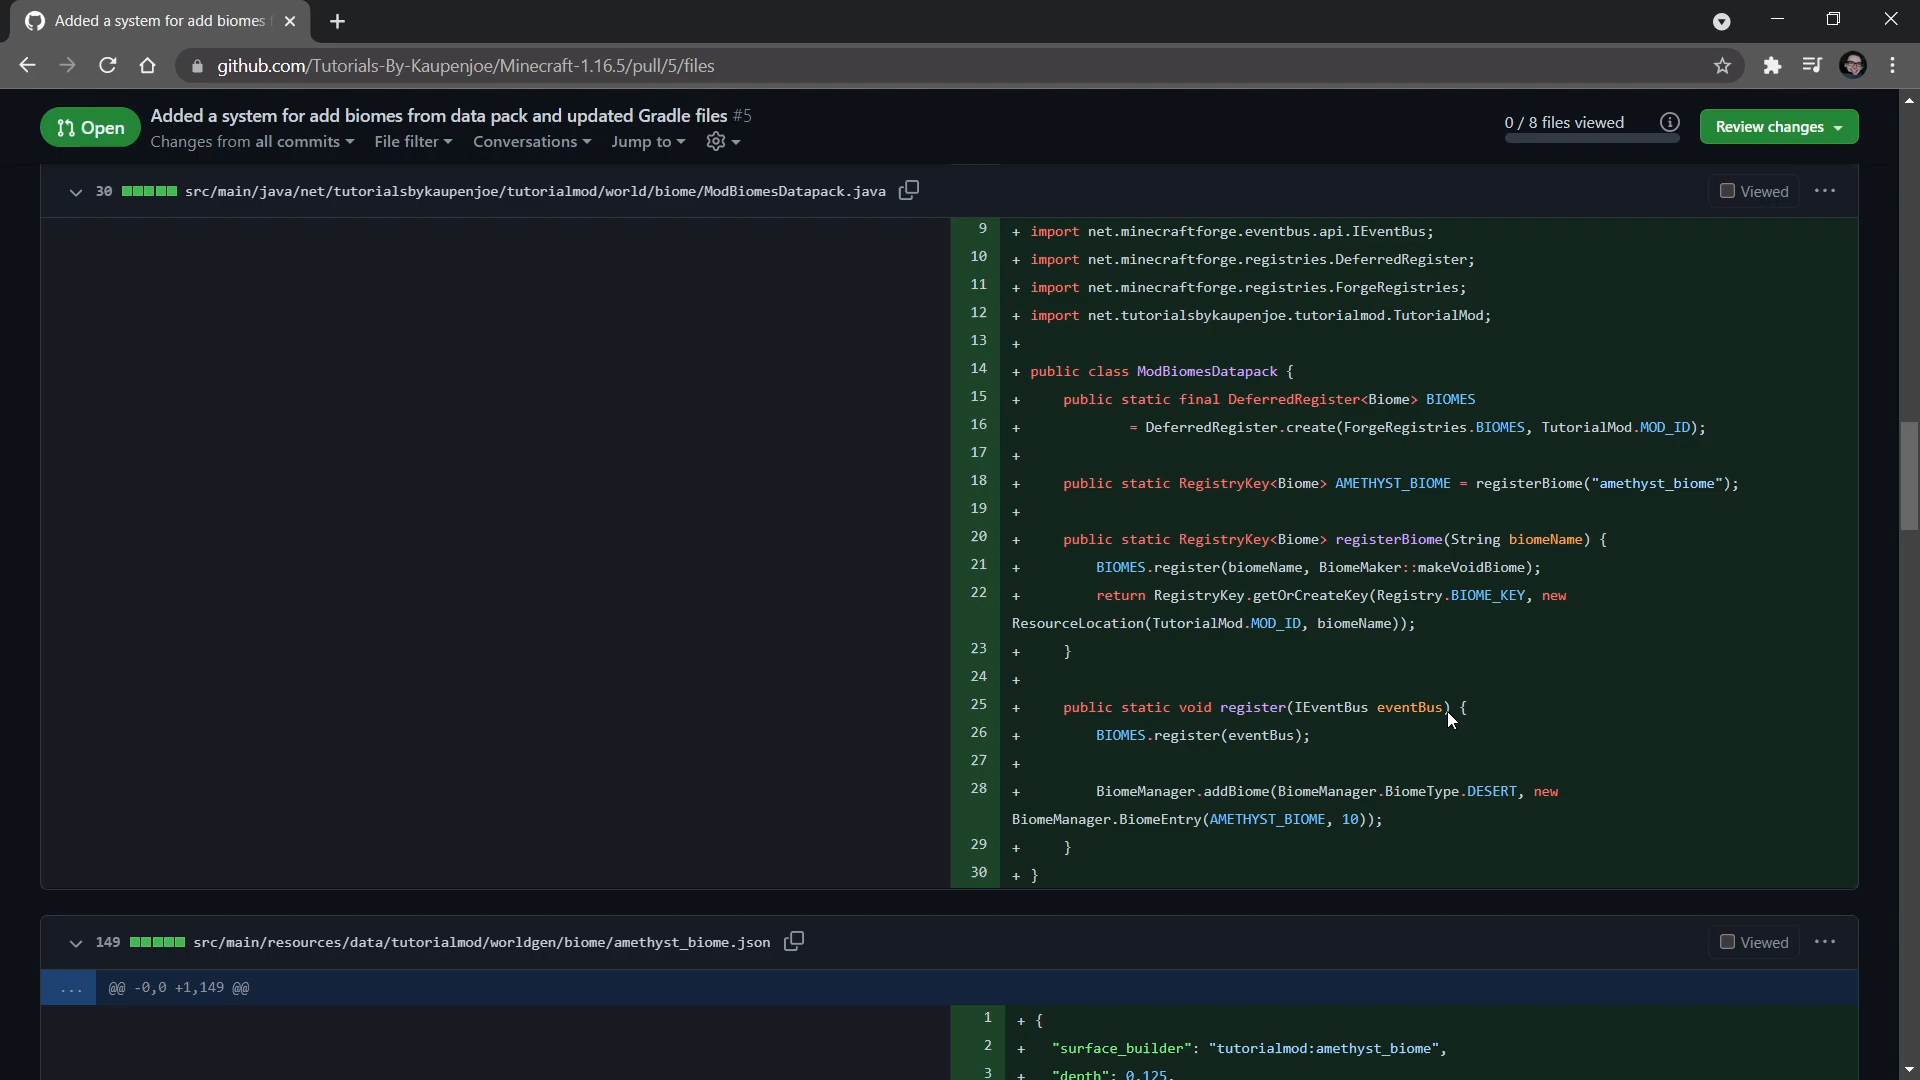 Added a system for add biomes
github.com/Tutorials-By-Kaupenjoe/Minecraft-1.16.5/pull/5/files
Open
Added a system for add biomes from data pack and updated Gradle files #5
Changes from all commits File filter Conversations Jump to
0 / 8 files viewed
Review changes
30 src/main/java/net/tutorialsbykaupenjoe/tutorialmod/world/biome/ModBiomesDatapack.java Viewed ...
9 + import net.minecraftforge.eventbus.api.IEventBus;
10 + import net.minecraftforge.registries.DeferredRegister;
11 + import net.minecraftforge.registries.ForgeRegistries;
12 + import net.tutorialsbykaupenjoe.tutorialmod.TutorialMod;
13 +
14 + public class ModBiomesDatapack {
15 + public static final DeferredRegister<Biome> BIOMES
16 + = DeferredRegister.create(ForgeRegistries.BIOMES, TutorialMod.MOD_ID);
17 +
18 + public static RegistryKey<Biome> AMETHYST_BIOME = registerBiome("amethyst_biome");
19 +
20 + public static RegistryKey<Biome> registerBiome(String biomeName) {
21 + BIOMES.register(biomeName, BiomeMaker::makeVoidBiome);
22 + return RegistryKey.getOrCreateKey(Registry.BIOME_KEY, new
ResourceLocation(TutorialMod.MOD_ID, biomeName));
23 + }
24 +
25 + public static void register(IEventBus eventBus) {
26 + BIOMES.register(eventBus);
27 +
28 + BiomeManager.addBiome(BiomeManager.BiomeType.DESERT, new
BiomeManager.BiomeEntry(AMETHYST_BIOME, 10));
29 + }
30 + }
149 src/main/resources/data/tutorialmod/worldgen/biome/amethyst_biome.json Viewed ...
... @@ -0,0 +1,149 @@
1 + {
2 + "surface_builder": "tutorialmod:amethyst_biome",
3 + "depth": 0.125,